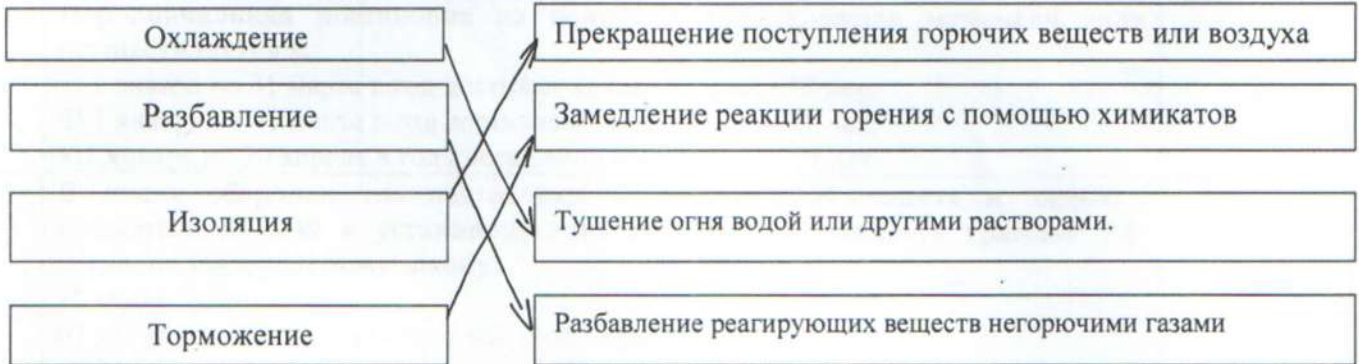 Охлаждение
Прекращение поступления горючих веществ или воздуха
Разбавление
Замедление реакции горения с помощью химикатов
Изоляция
Тушение огня водой или другими растворами.
Торможение
Разбавление реагирующих веществ негорючими газами